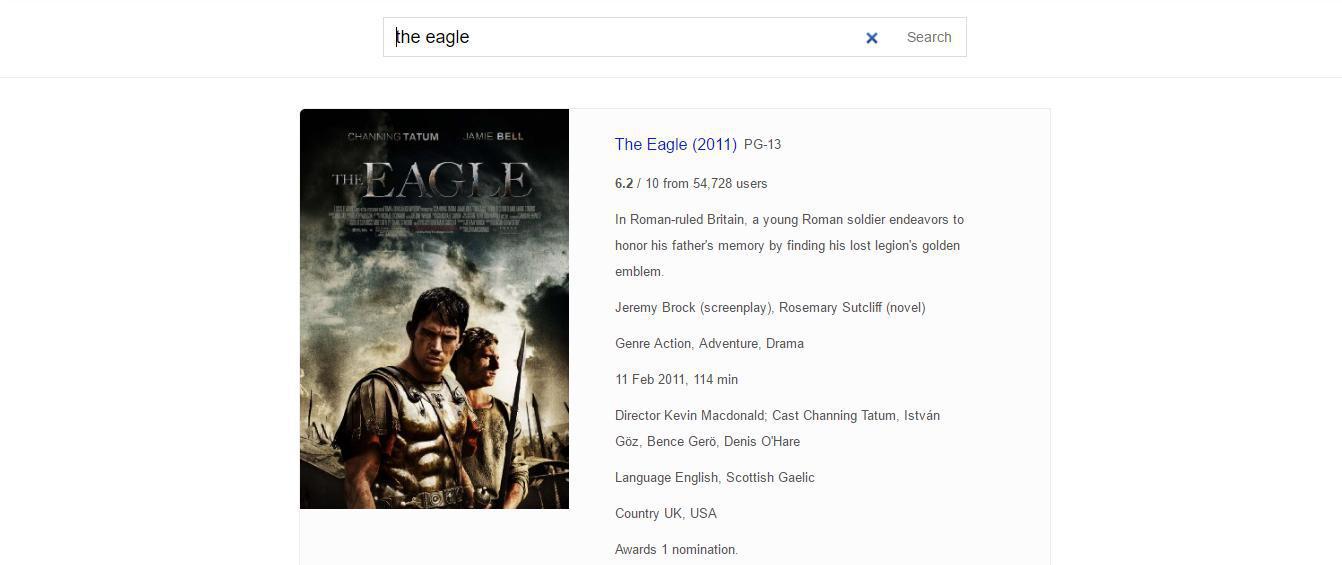 the eagle
Search
CHANNING TATUM JAMIE BELL
THE EAGLE
The Eagle (2011) PG-13
6.2 / 10 from 54,728 users
In Roman-ruled Britain, a young Roman soldier endeavors to
honor his father's memory by finding his lost legion's golden
emblem.
Jeremy Brock (screenplay), Rosemary Sutcliff (novel)
Genre Action, Adventure, Drama
11 Feb 2011, 114 min
Director Kevin Macdonald; Cast Channing Tatum, István
Göz, Bence Gerö, Denis O'Hare
Language English, Scottish Gaelic
Country UK, USA
Awards 1 nomination.